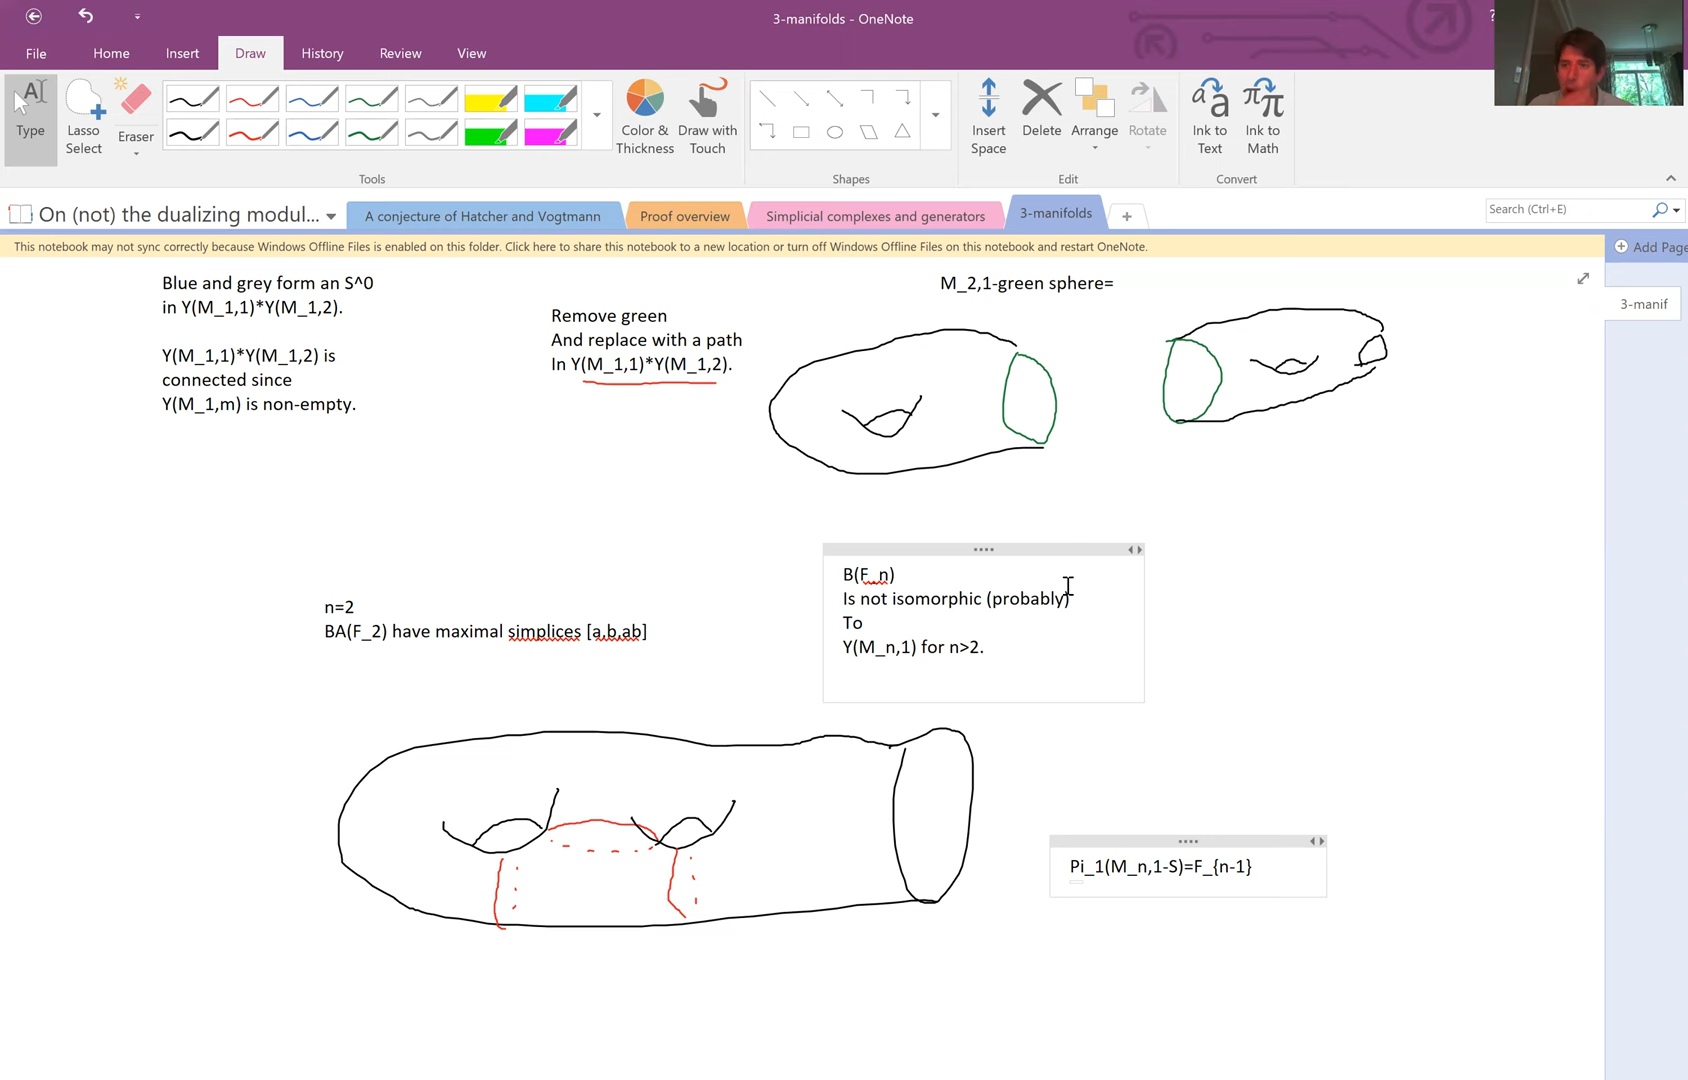 3-manifolds - OneNote
?
File
Home
Insert
Draw
History
Review
View
Type
Lasso
Select
Eraser
Color &
Thickness
Draw with
Touch
Insert
Space
Delete
Arrange
Rotate
Ink to
Text
Ink to
Math
Tools
Shapes
Edit
Convert
On (not) the dualizing modul...
A conjecture of Hatcher and Vogtmann
Proof overview
Simplicial complexes and generators
3-manifolds
Search (Ctrl+E)
This notebook may not sync correctly because Windows Offline Files is enabled on this folder. Click here to share this notebook to a new location or turn off Windows Offline Files on this notebook and restart OneNote.
Add Page
3-manif
Blue and grey form an S^0
in Y(M_1,1)*Y(M_1,2).
Y(M_1,1)*Y(M_1,2) is
connected since
Y(M_1,m) is non-empty.
Remove green
And replace with a path
In Y(M_1,1)*Y(M_1,2).
M_2,1-green sphere=
n=2
BA(F_2) have maximal simplices [a,b,ab]
B(F_n)
Is not isomorphic (probably)
To
Y(M_n,1) for n>2.
Pi_1(M_n,1-S)=F_{n-1}